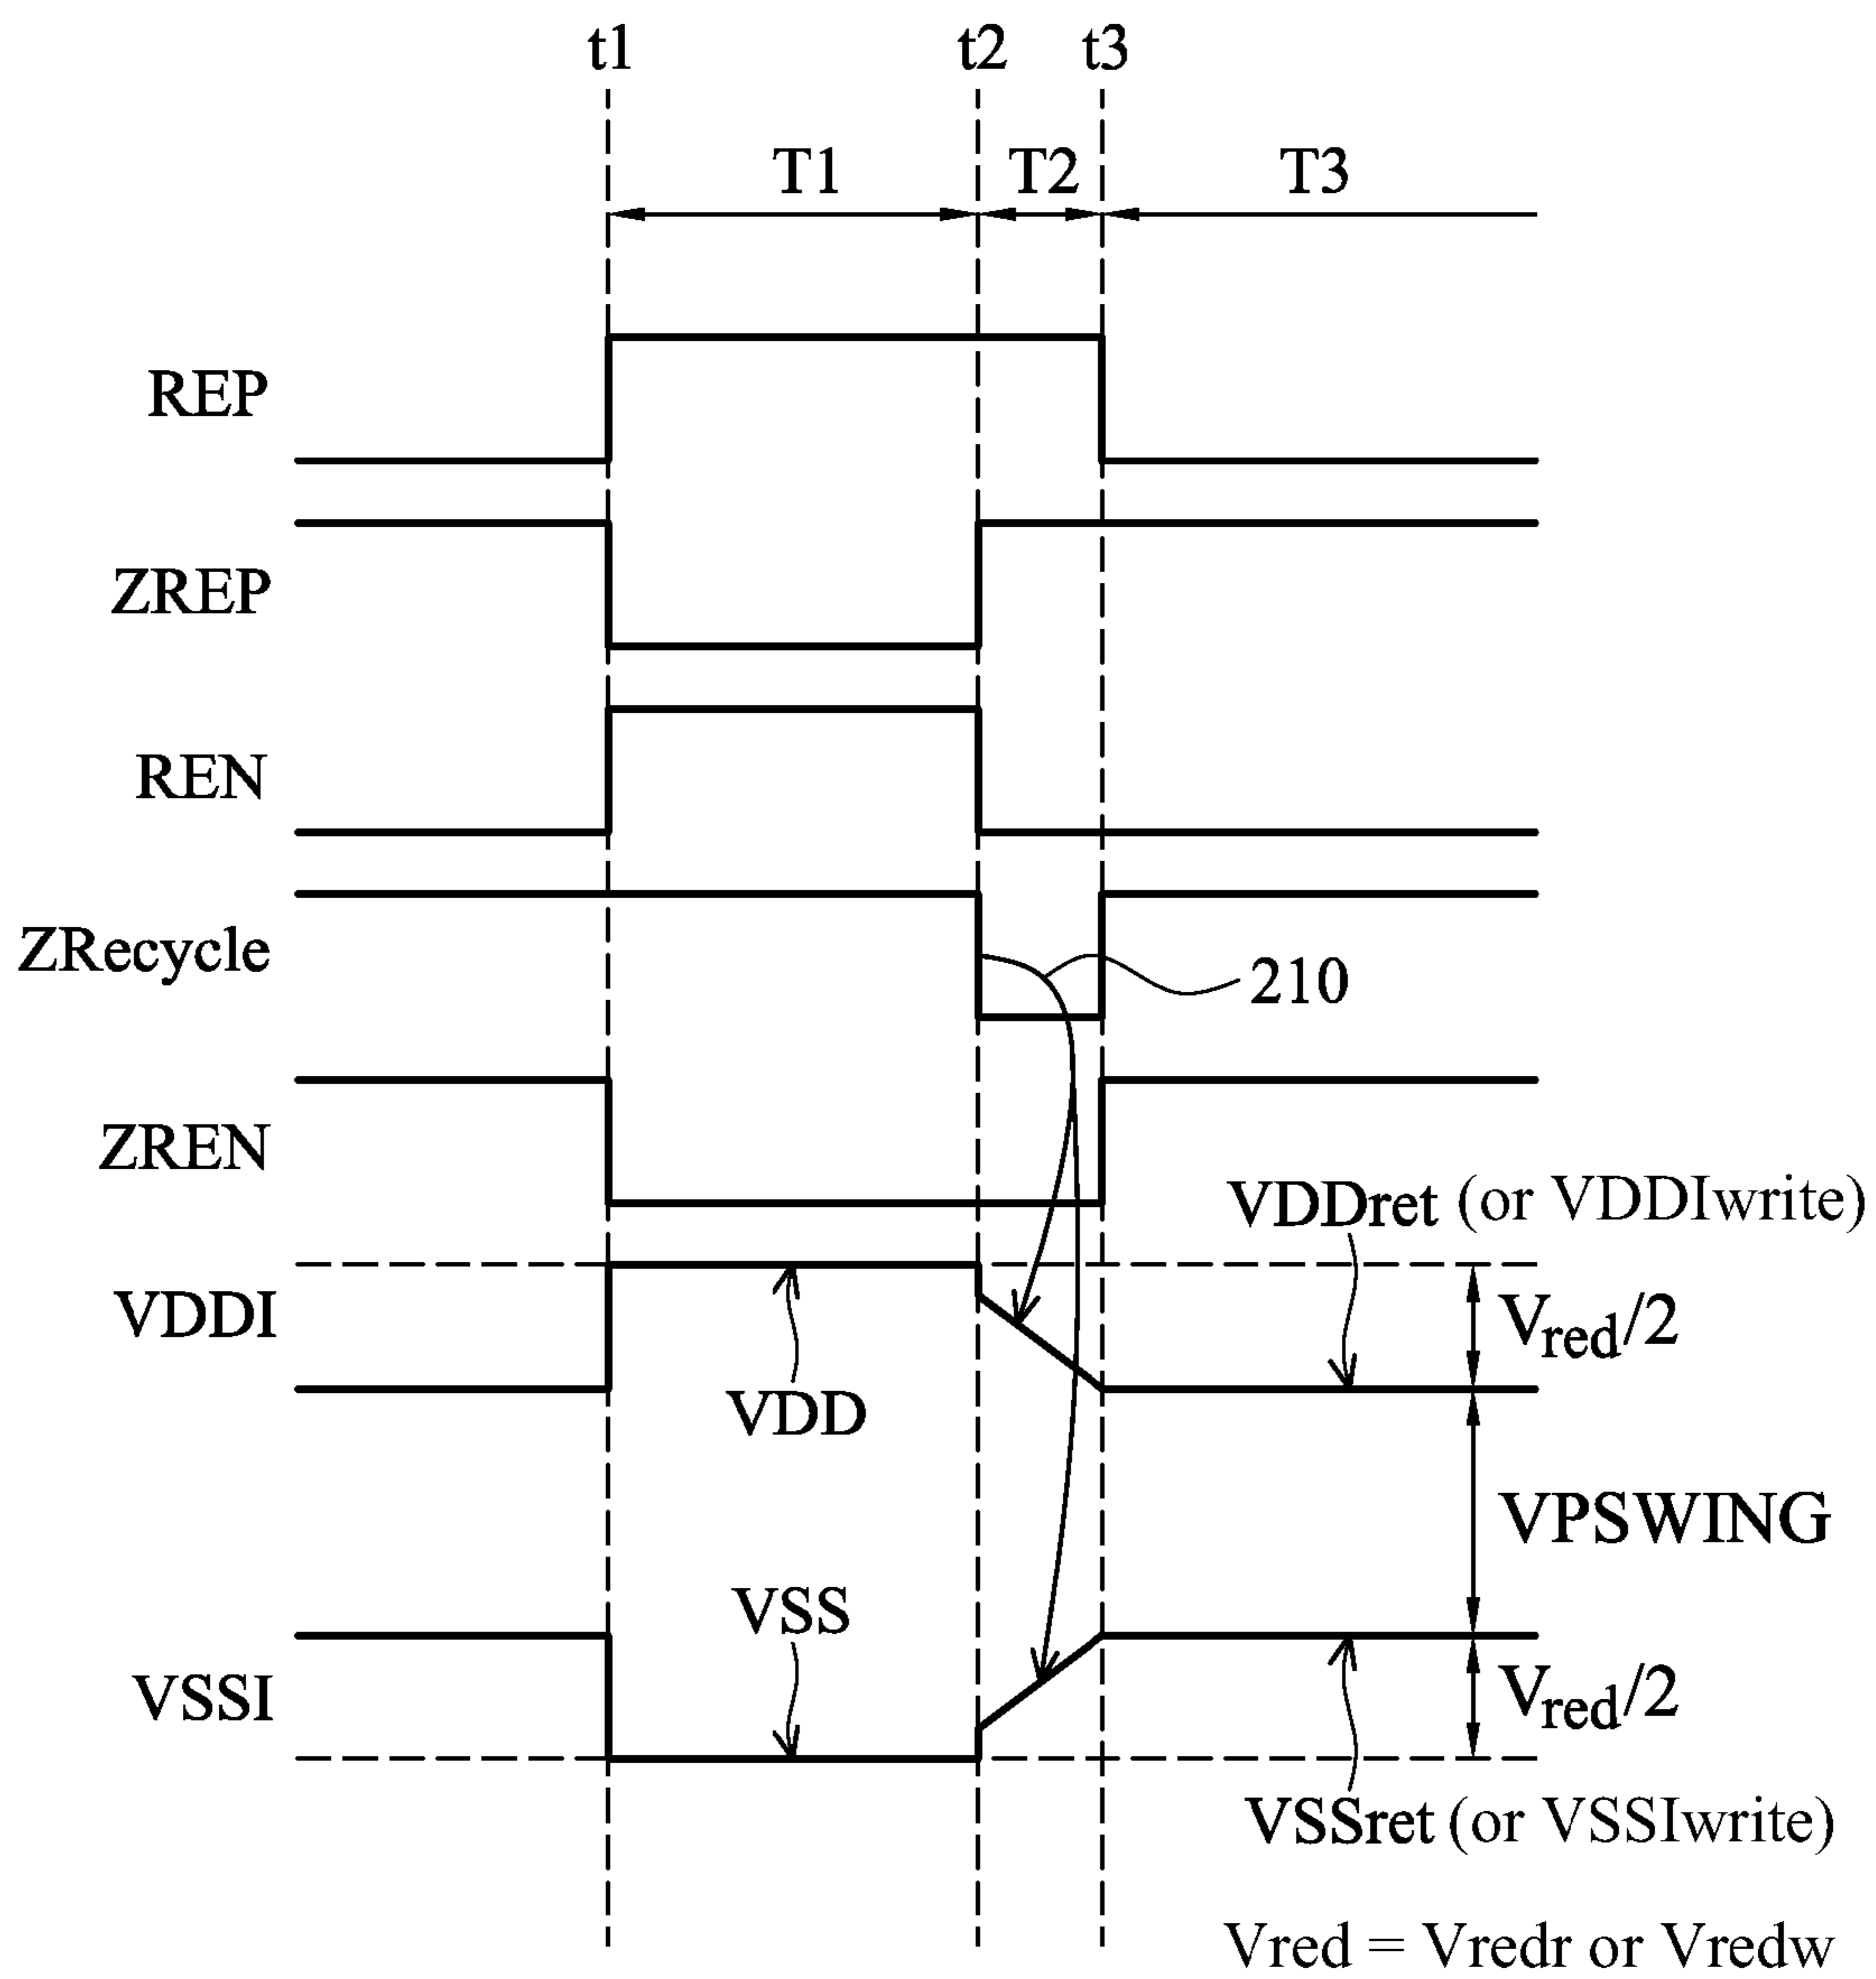 t1 t2 t3
T1 T2 T3
REP
ZREP
REN
ZRecycle
210
ZREN
VDDret (or VDDIwrite)
VDDI
Vred/2
VDD
VPSWING
VSS
VSSI
Vred/2
VSSret (or VSSIwrite)
Vred = Vredr or Vredw